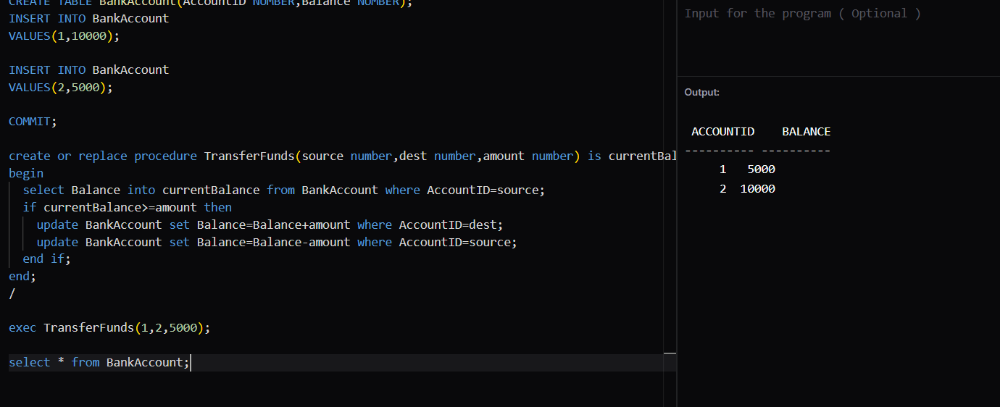 CREATE TABLE BankAccount(AccountID NUMBER,Balance NUMBER);
INSERT INTO BankAccount
VALUES(1,10000);
INSERT INTO BankAccount
VALUES(2,5000);
COMMIT;
create or replace procedure TransferFunds(source number,dest number,amount number) is currentBal
begin
select Balance into currentBalance from BankAccount where AccountID=source;
if currentBalance>=amount then
update BankAccount set Balance=Balance+amount where AccountID=dest;
update BankAccount set Balance=Balance-amount where AccountID=source;
end if;
end;
/
exec TransferFunds(1,2,5000);
select * from BankAccount;
Input for the program ( Optional )
Output:
ACCOUNTID BALANCE
---------- ----------
1 5000
2 10000